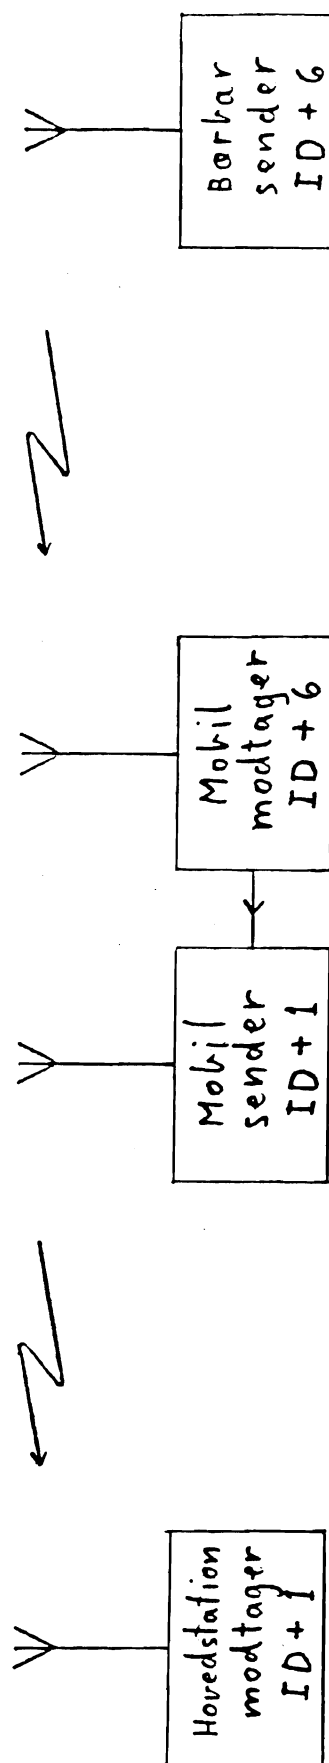 Hovedstation
modtager
ID + 1
Mobil
sender
ID + 1
Mobil
modtager
ID + 6
Bærbar
sender
ID + 6